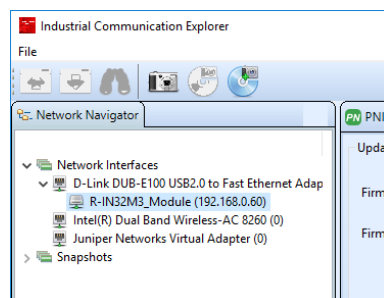 Industrial Communication Explorer
File
Network Navigator
PN PNI
Upda
Network Interfaces
D-Link DUB-E100 USB2.0 to Fast Ethernet Adap
Firm
R-IN32M3_Module (192.168.0.60)
Intel(R) Dual Band Wireless-AC 8260 (0)
Firm
Juniper Networks Virtual Adapter (0)
Snapshots